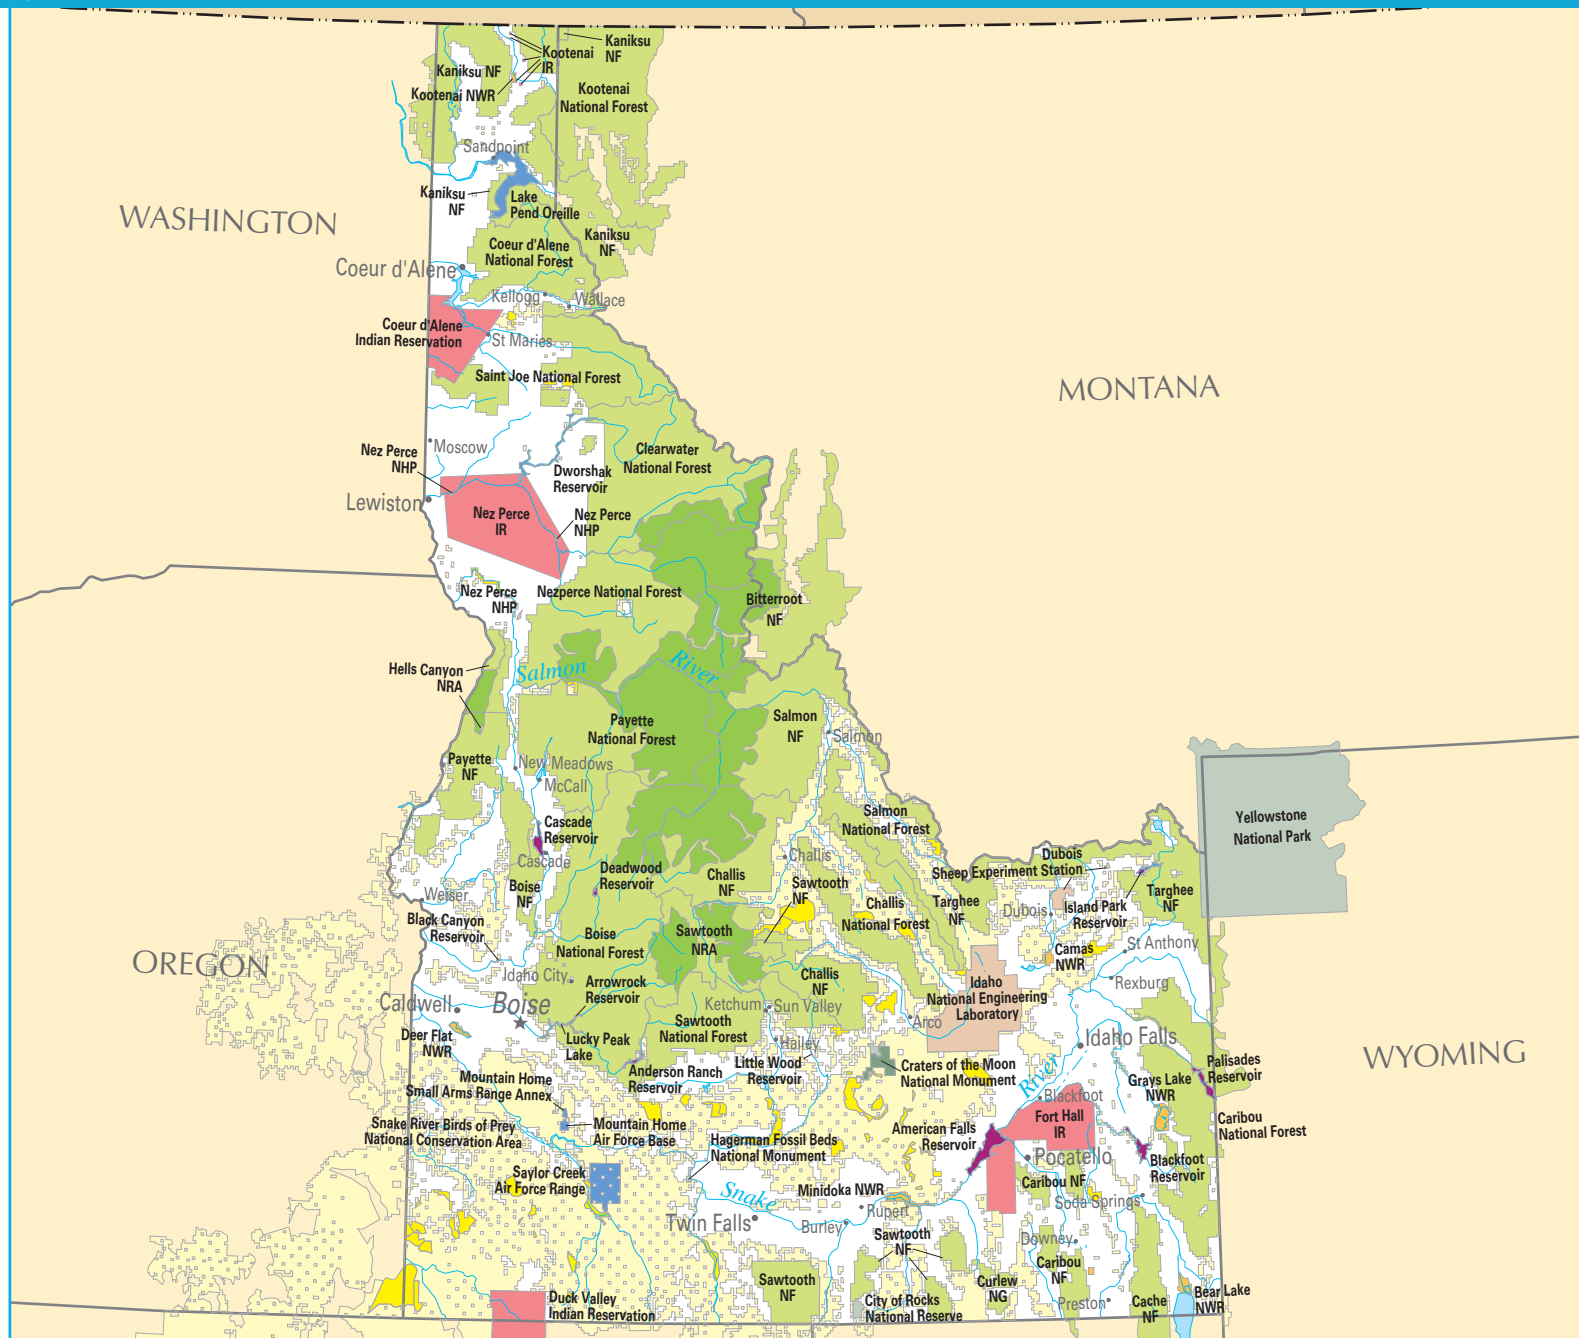 Kaniksu
NF
Kootenai
IR
Kaniksu NF
Kootenai NWR
Kootenai
National Forest
Sandpoint
Kaniksu
NF
Lake
Pend Oreille
WASHINGTON
Kaniksu
NF
Coeur d'Alene
National Forest
Coeur d'Alene
Kellogg
Wallace
Coeur d'Alene
Indian Reservation
St Maries
Saint Joe National Forest
MONTANA
Moscow
Nez Perce
NHP
Clearwater
National Forest
Dworshak
Reservoir
Lewiston
Nez Perce
IR
Nez Perce
NHP
Nez Perce
NHP
Nezperce National Forest
Bitterroot
NF
Hells Canyon
NRA
Salmon
River
Payette
National Forest
Salmon
NF
Salmon
Payette
NF
New Meadows
McCall
Cascade
Reservoir
Cascade
Salmon
National Forest
Yellowstone
National Park
Deadwood
Reservoir
Challis
NF
Challis
Sawtooth
NF
Dubois
Sheep Experiment Station
Weiser
Boise
NF
Challis
National Forest
Targhee
NF
Dubois
Island Park
Reservoir
Targhee
NF
Black Canyon
Reservoir
Boise
National Forest
Sawtooth
NRA
Camas
NWR
St Anthony
OREGON
Idaho City
Arrowrock
Reservoir
Challis
NF
Idaho
National Engineering
Laboratory
Rexburg
Caldwell
Boise
Ketchum
Sun Valley
Arco
Deer Flat
NWR
Lucky Peak
Lake
Sawtooth
National Forest
Hailey
Idaho Falls
WYOMING
Mountain Home
Small Arms Range Annex
Anderson Ranch
Reservoir
Little Wood
Reservoir
Craters of the Moon
National Monument
River
Palisades
Reservoir
Grays Lake
NWR
Blackfoot
Snake River Birds of Prey
National Conservation Area
Mountain Home
Air Force Base
Hagerman Fossil Beds
National Monument
American Falls
Reservoir
Fort Hall
IR
Caribou
National Forest
Saylor Creek
Air Force Range
Pocatello
Blackfoot
Reservoir
Snake
Minidoka NWR
Caribou NF
Soda Springs
Twin Falls
Burley
Rupert
Sawtooth
NF
Downey
Sawtooth
NF
Curlew
NG
Caribou
NF
Duck Valley
Indian Reservation
City of Rocks
National Reserve
Preston
Cache
NF
Bear Lake
NWR